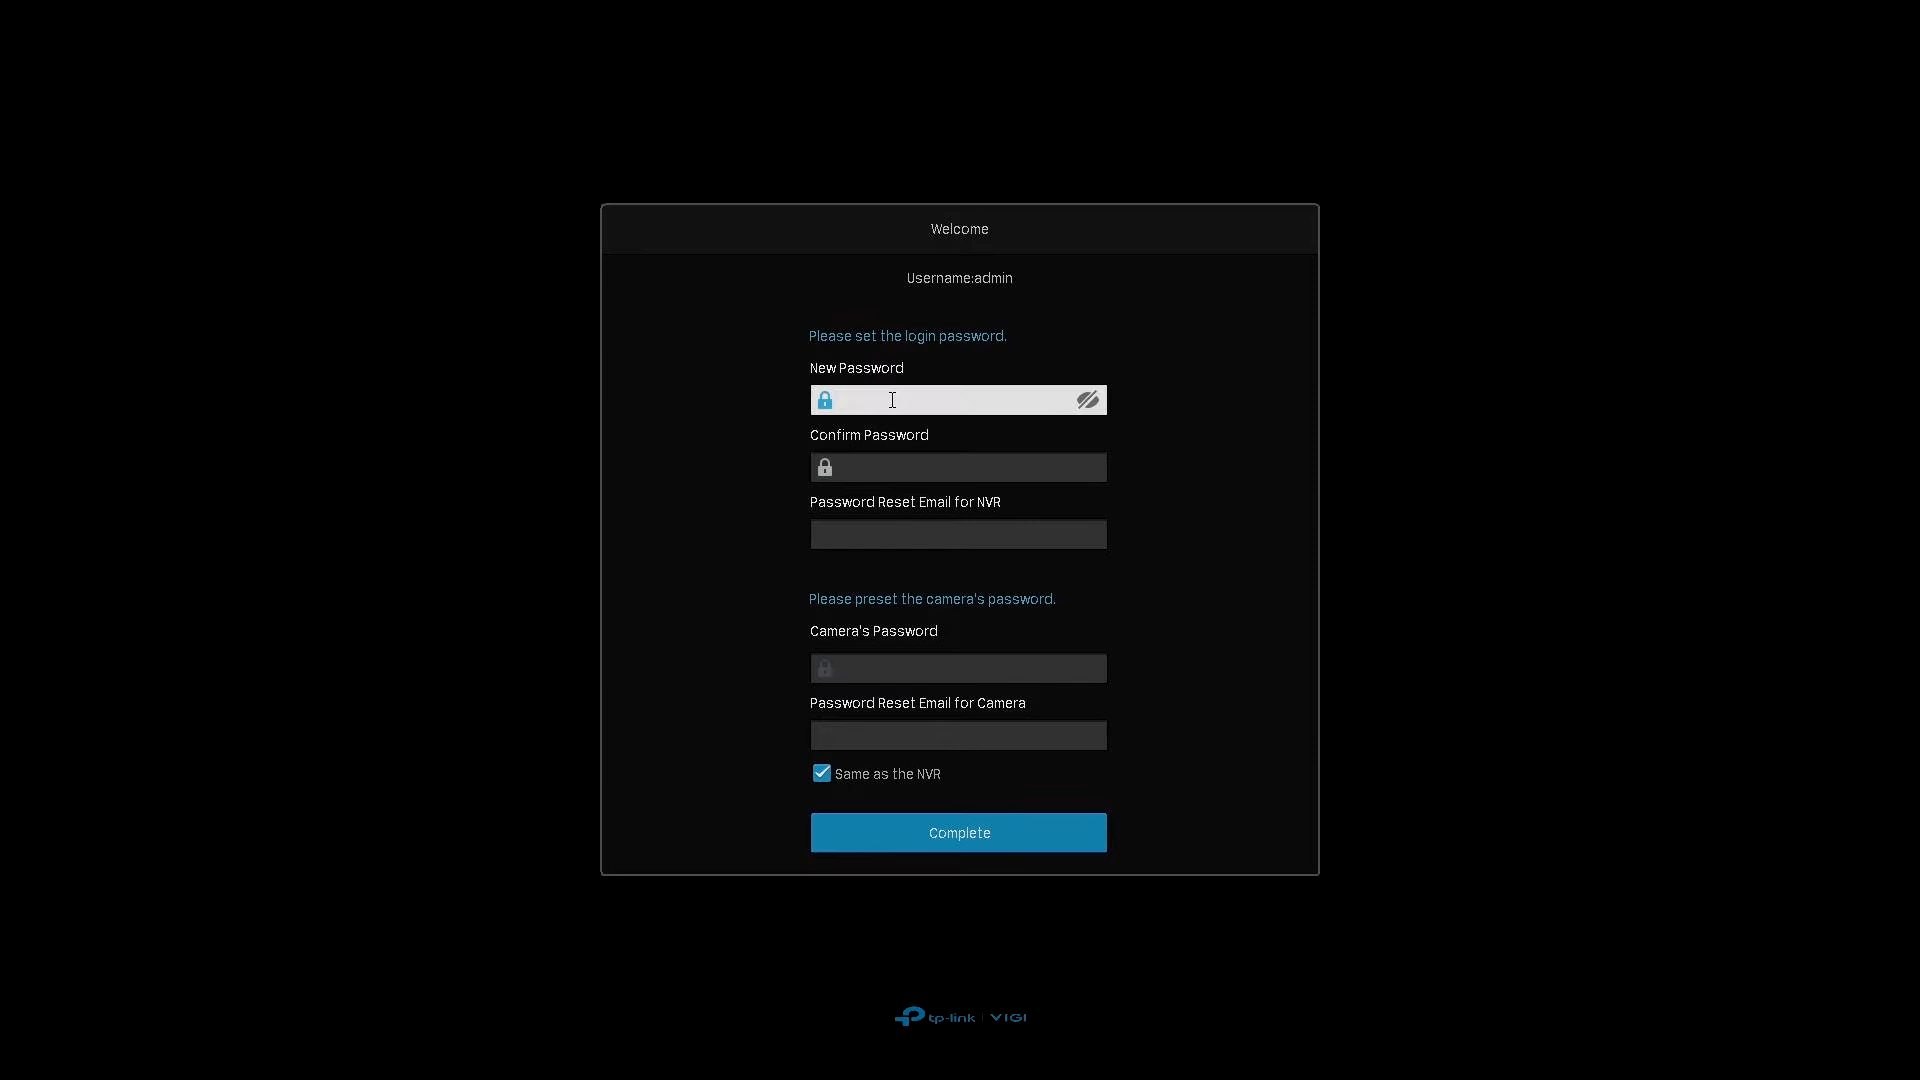 Welcome
Username:admin
Please set the login password.
New Password
Confirm Password
Password Reset Email for NVR
Please preset the camera's password.
Camera's Password
Password Reset Email for Camera
Same as the NVR
Complete
tp-link | VIGI